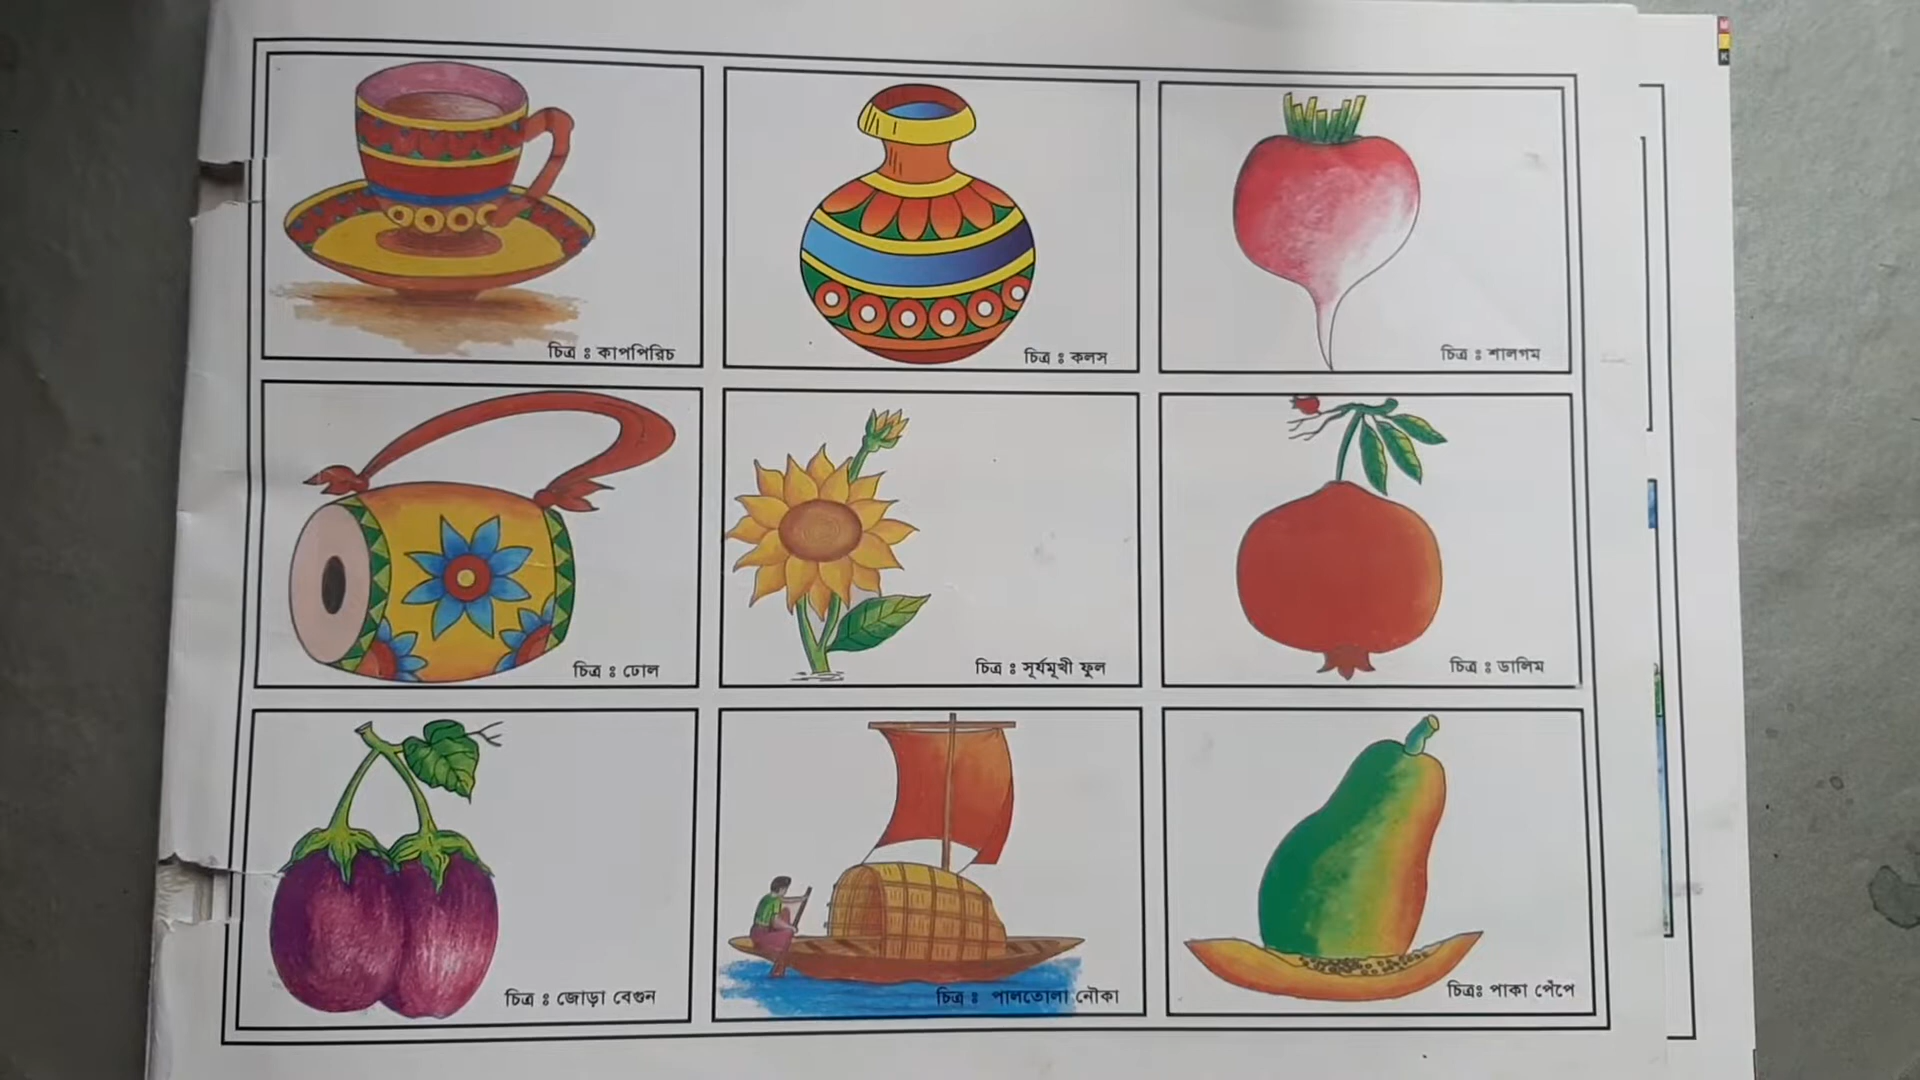 চিত্র ঃ কাপপিরিচ
চিত্র ঃ কলস
চিত্র ঃ শালগম
চিত্র ঃ ঢোল
চিত্র ঃ সূর্যমূখী ফুল
চিত্র ঃ ডালিম
চিত্র ঃ জোড়া বেগুন
চিত্র ঃ পালতোলা নৌকা
চিত্রঃ পাকা পেঁপে